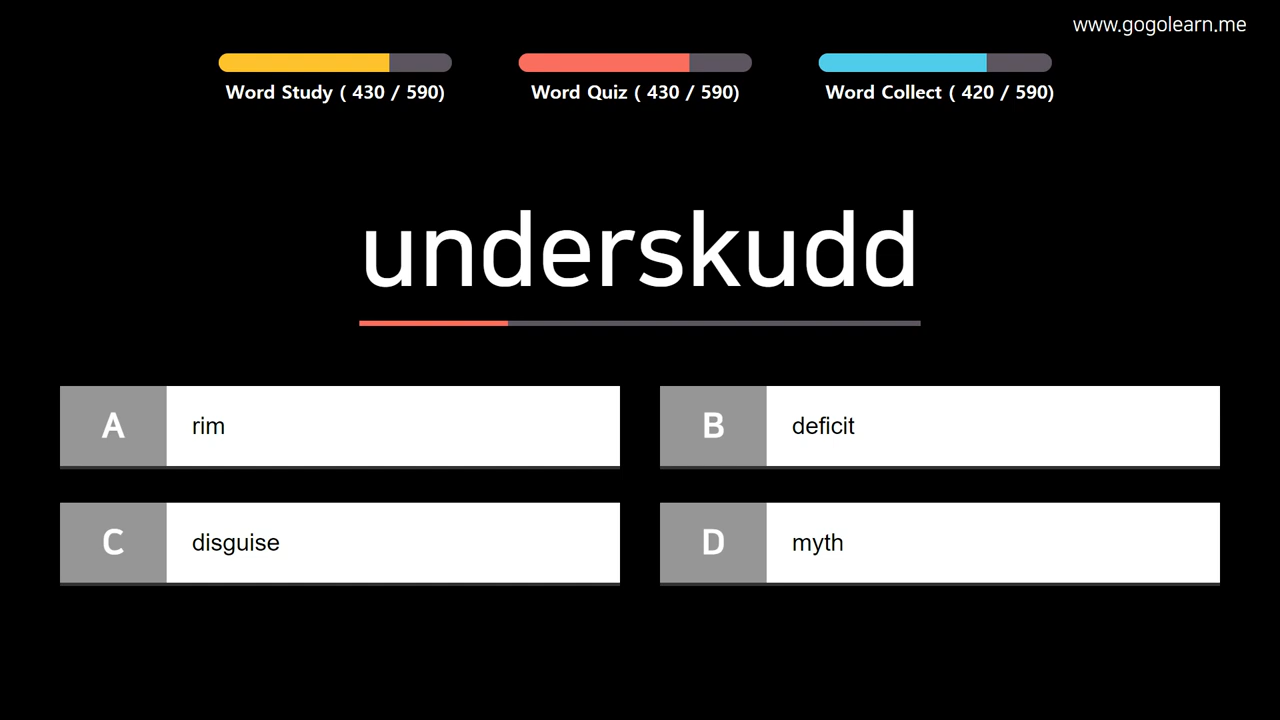 www.gogolearn.me
Word Study ( 430 / 590)
Word Quiz ( 430 / 590)
Word Collect ( 420 / 590)
underskudd
A rim
B deficit
C disguise
D myth